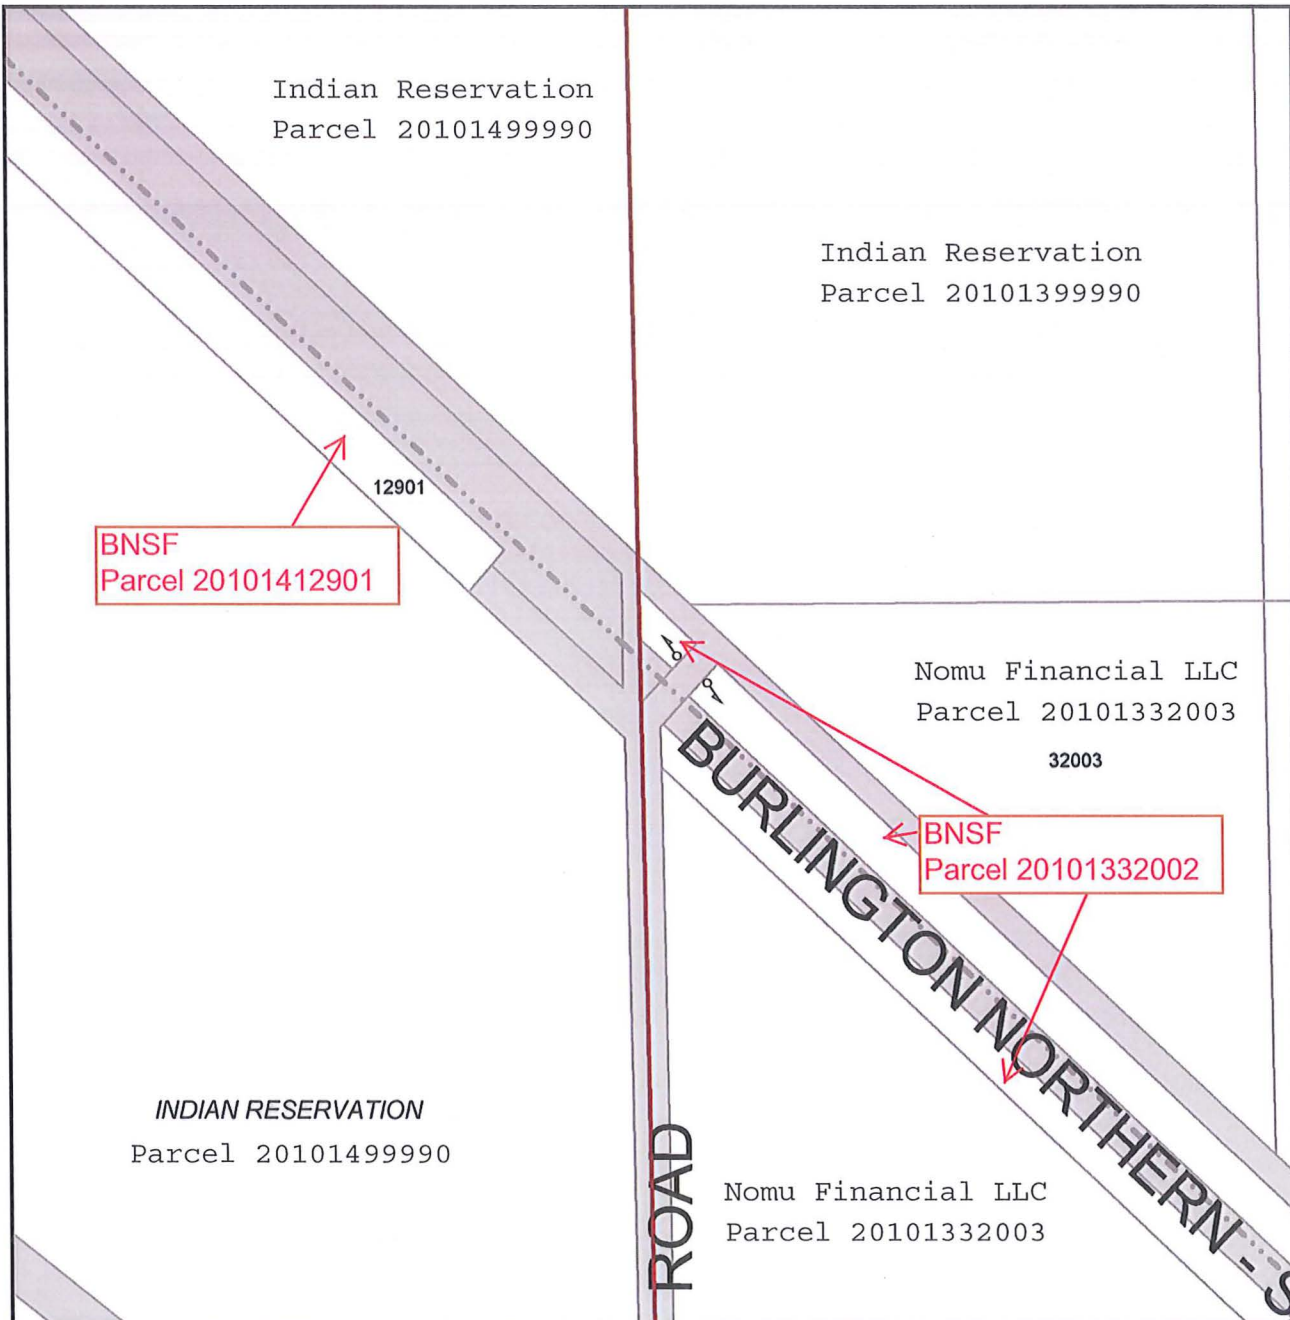 Indian Reservation
Parcel 20101499990
Indian Reservation
Parcel 20101399990
12901
BNSF
Parcel 20101412901
Nomu Financial LLC
Parcel 20101332003
32003
BNSF
Parcel 20101332002
BURLINGTON NORTHERN - S
INDIAN RESERVATION
Parcel 20101499990
ROAD
Nomu Financial LLC
Parcel 20101332003